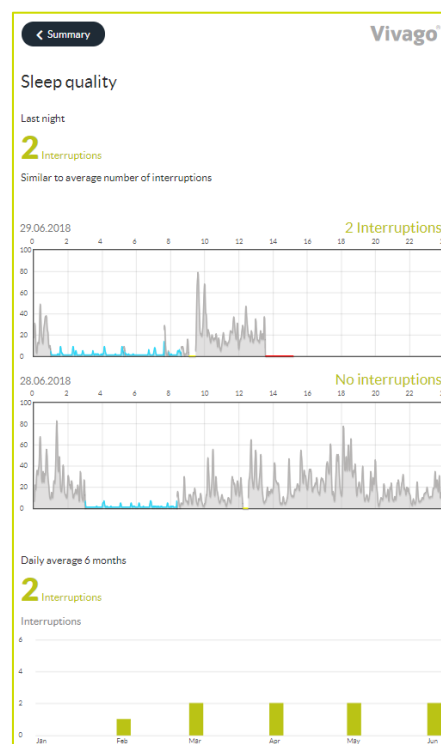 Summary
Vivago®
Sleep quality
Last night
2 Interruptions
Similar to average number of interruptions
29.06.2018
2 Interruptions
0 2 4 6 8 10 12 14 16 18 20 22
100
80
60
40
20
0
28.06.2018
No interruptions
0 2 4 6 8 10 12 14 16 18 20 22
100
80
60
40
20
0
Daily average 6 months
2 Interruptions
Interruptions
6
4
2
0
Jän Feb Mär Apr May Jun